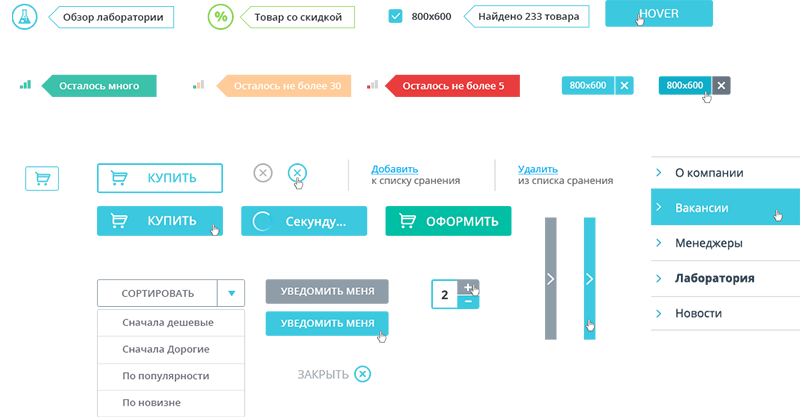 Обзор лаборатории
%
Товар со скидкой
800x600
Найдено 233 товара
HOVER
Осталось много
Осталось не более 30
Осталось не более 5
800x600
800x600
КУПИТЬ
Добавить
к списку сранения
Удалить
из списка сранения
О компании
КУПИТЬ
Секунду...
ОФОРМИТЬ
Вакансии
Менеджеры
Лаборатория
Новости
СОРТИРОВАТЬ
УВЕДОМИТЬ МЕНЯ
2
+
−
Сначала дешевые
УВЕДОМИТЬ МЕНЯ
Сначала Дорогие
По популярности
ЗАКРЫТЬ
По новизне